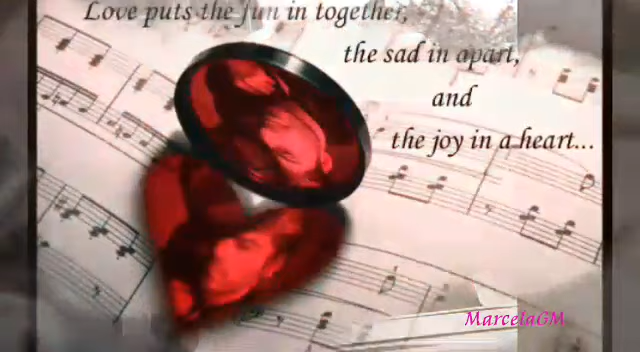 Love puts the fun in together,
the sad in apart,
and
the joy in a heart...
MarcelaGM